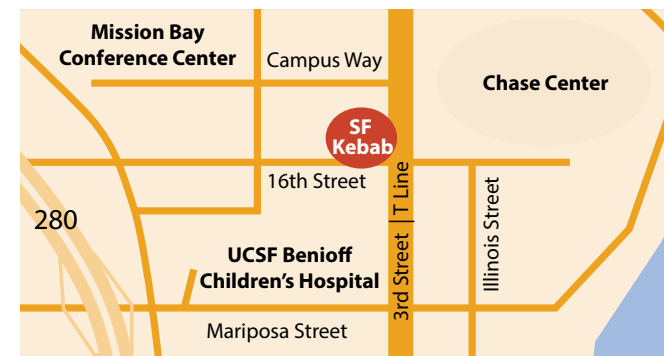 Mission Bay
Conference Center
Campus Way
Chase Center
SF
Kebab
16th Street
3rd Street | T Line
Illinois Street
280
UCSF Benioff
Children's Hospital
Mariposa Street